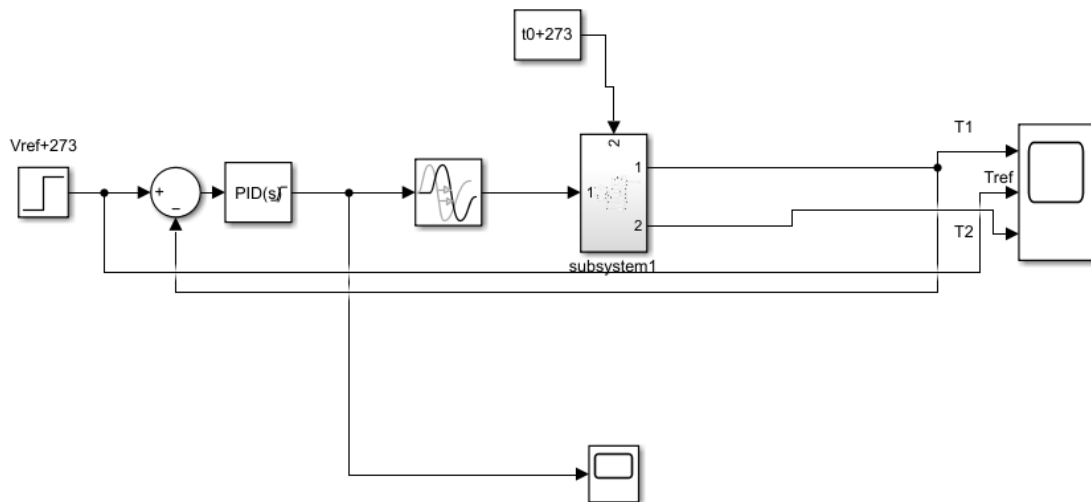 t0+273
Vref+273
T1
2
1
+
PID(s)
Tref
−
1
2
T2
subsystem1